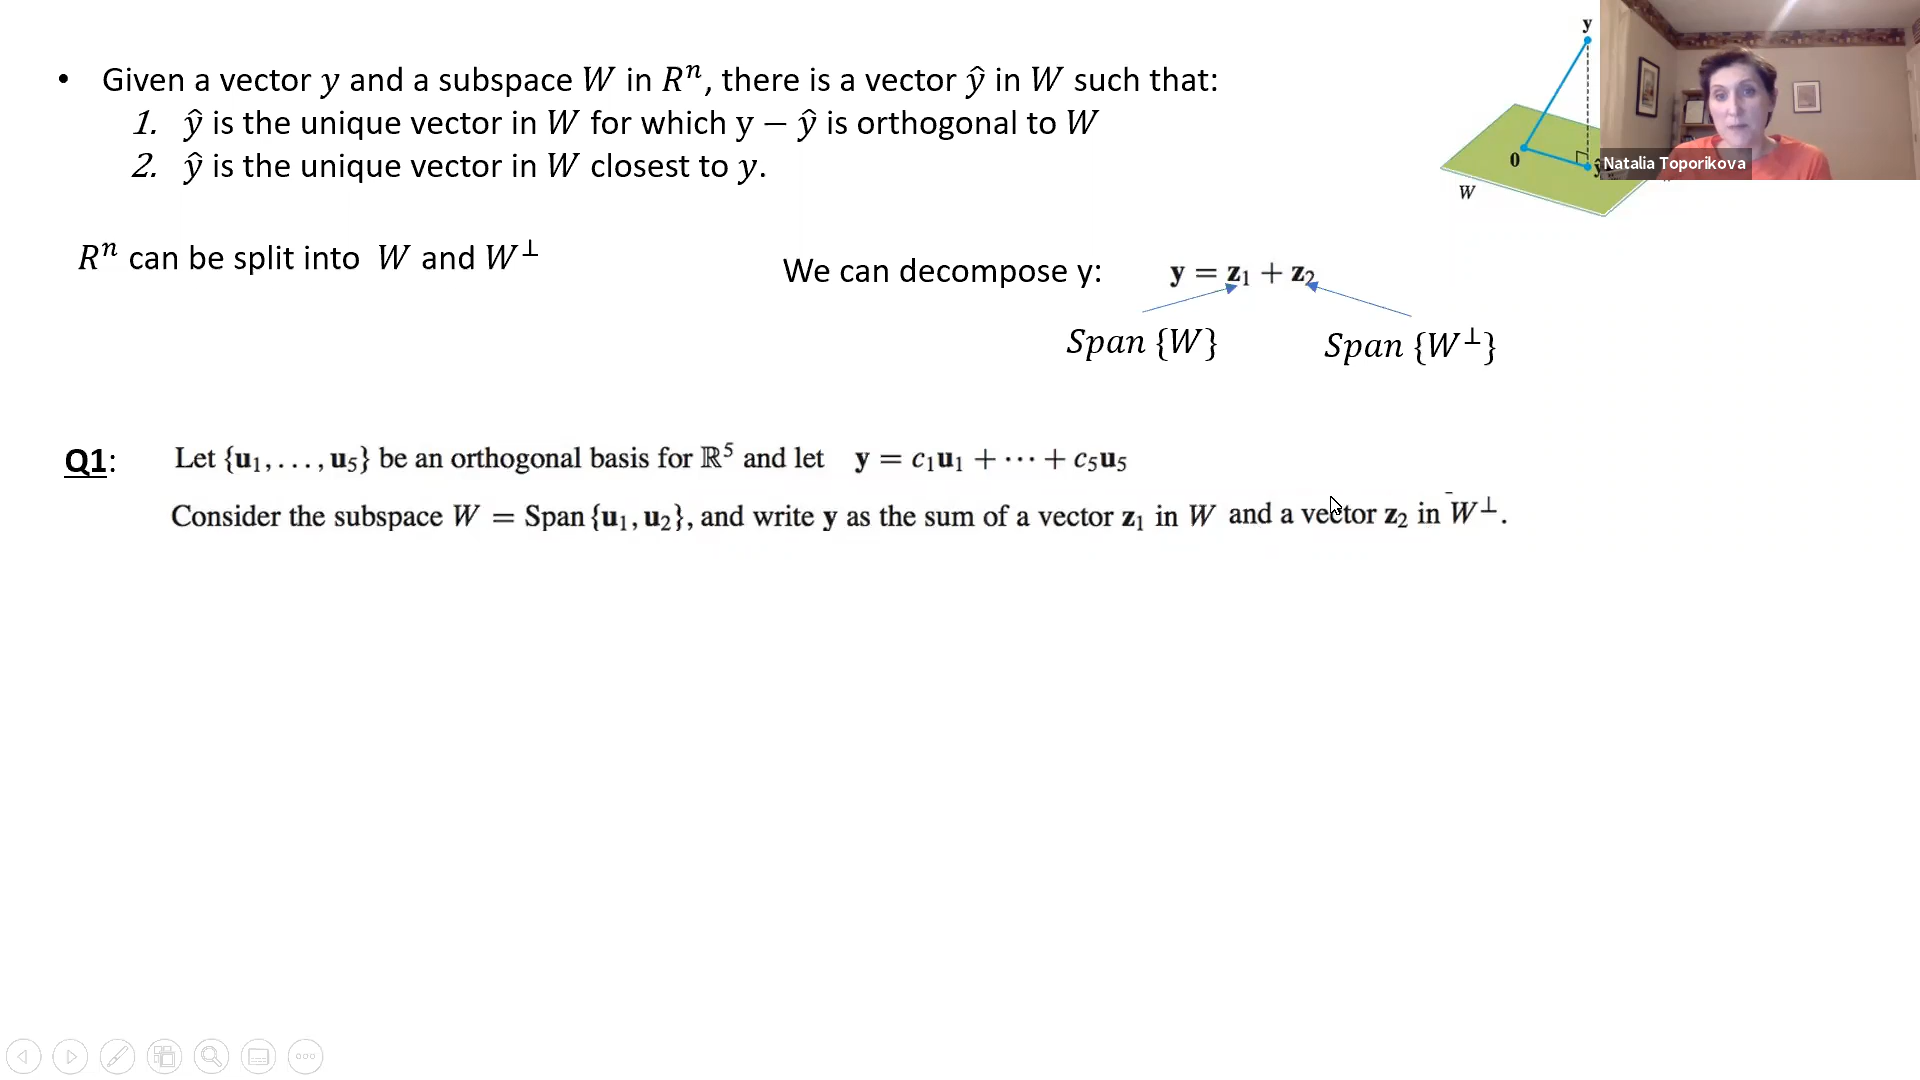 • Given a vector 𝑦 and a subspace 𝑊 in 𝑅ⁿ, there is a vector ŷ in 𝑊 such that:
1. ŷ is the unique vector in 𝑊 for which y − ŷ is orthogonal to 𝑊
2. ŷ is the unique vector in 𝑊 closest to 𝑦.
y
0
W
Natalia Toporikova
𝑅ⁿ can be split into 𝑊 and 𝑊⊥
We can decompose y: y = z₁ + z₂
𝑆𝑝𝑎𝑛 {𝑊} 𝑆𝑝𝑎𝑛 {𝑊⊥}
Q1: Let {u₁, . . . , u₅} be an orthogonal basis for ℝ⁵ and let y = c₁u₁ + ··· + c₅u₅
Consider the subspace W = Span {u₁, u₂}, and write y as the sum of a vector z₁ in W and a vector z₂ in W⊥.